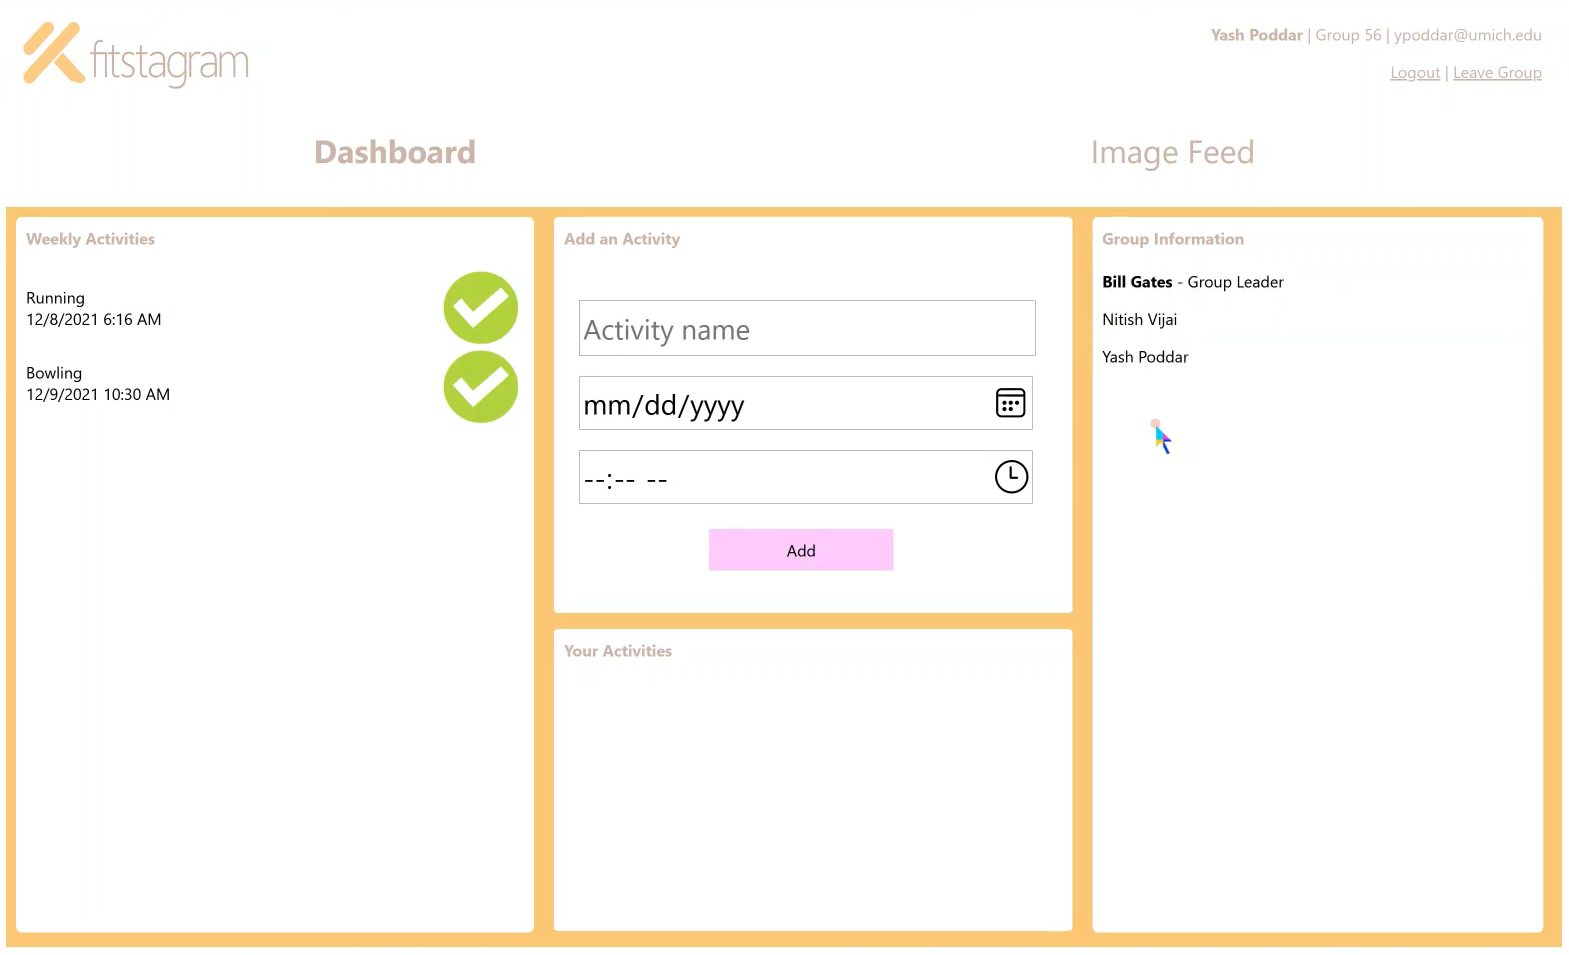 fitstagram
Yash Poddar | Group 56 | ypoddar@umich.edu
Logout | Leave Group
Dashboard
Image Feed
Weekly Activities
Running
12/8/2021 6:16 AM
Bowling
12/9/2021 10:30 AM
Add an Activity
Activity name
mm/dd/yyyy
--:-- --
Add
Your Activities
Group Information
Bill Gates - Group Leader
Nitish Vijai
Yash Poddar